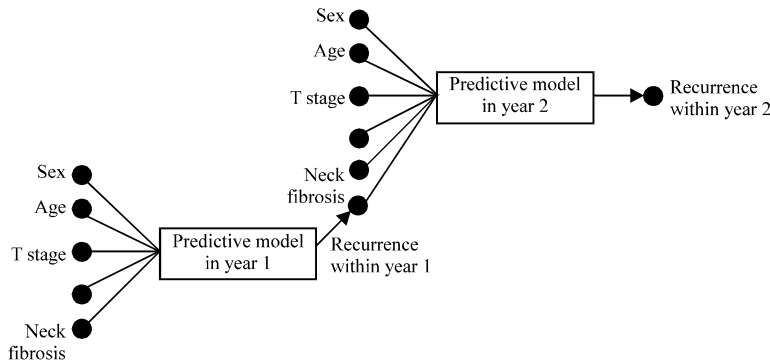 Sex
Age
T stage
Neck
fibrosis
Predictive model
in year 2
Recurrence
within year 2
Sex
Age
T stage
Neck
fibrosis
Predictive model
in year 1
Recurrence
within year 1